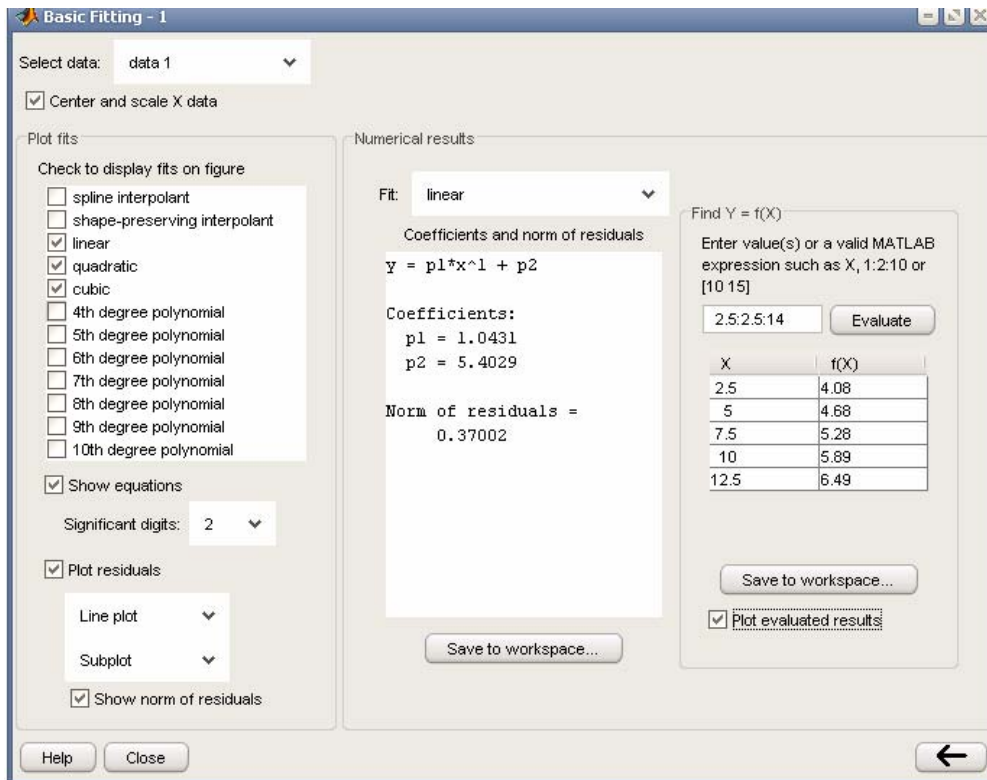 Basic Fitting - 1
Select data: data 1
Center and scale X data
Plot fits
Check to display fits on figure
spline interpolant
shape-preserving interpolant
linear
quadratic
cubic
4th degree polynomial
5th degree polynomial
6th degree polynomial
7th degree polynomial
8th degree polynomial
9th degree polynomial
10th degree polynomial
Show equations
Significant digits: 2
Plot residuals
Line plot
Subplot
Show norm of residuals
Numerical results
Fit: linear
Coefficients and norm of residuals
y = p1*x^1 + p2
Coefficients:
p1 = 1.0431
p2 = 5.4029
Norm of residuals =
0.37002
Save to workspace...
Find Y = f(X)
Enter value(s) or a valid MATLAB
expression such as X, 1:2:10 or
[10 15]
2.5:2.5:14 Evaluate
X f(X)
2.5 4.08
5 4.68
7.5 5.28
10 5.89
12.5 6.49
Save to workspace...
Plot evaluated results
Help Close